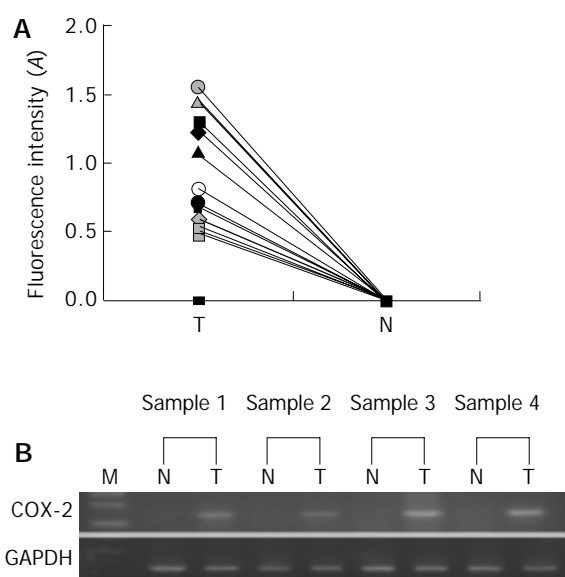 A
Fluorescence intensity (A)
2.0
1.5
1.0
0.5
0.0
T N
B
Sample 1 Sample 2 Sample 3 Sample 4
M N T N T N T N T
COX-2
GAPDH